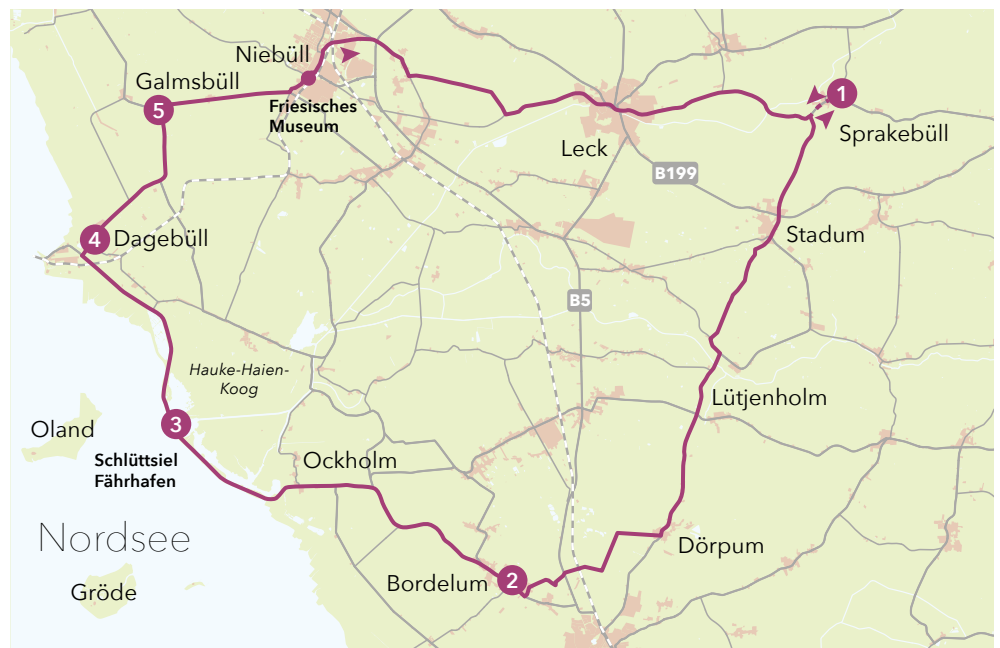 Niebüll
Galmsbüll
5
Friesisches
Museum
1
Sprakebüll
Leck
B199
4
Dagebüll
Stadum
B5
Hauke-Haien-
Koog
Lütjenholm
Oland
3
Schlüttsiel
Fährhafen
Ockholm
Nordsee
Dörpum
Gröde
Bordelum
2